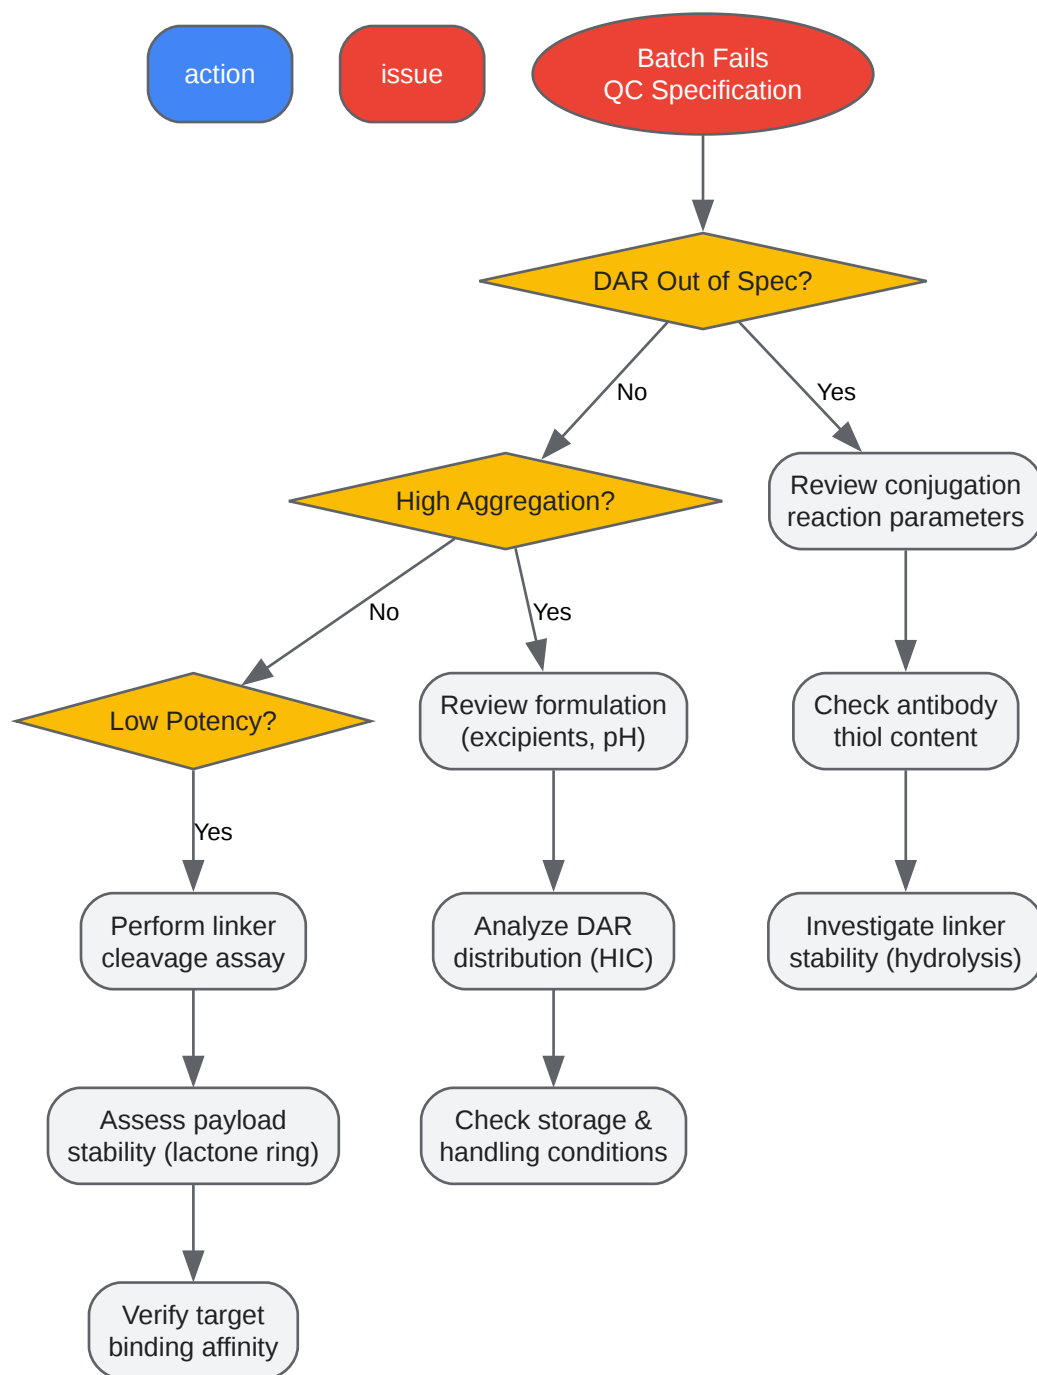 action
issue
Batch Fails
QC Specification
DAR Out of Spec?
No
Yes
High Aggregation?
Review conjugation
reaction parameters
No
Yes
Low Potency?
Review formulation
(excipients, pH)
Check antibody
thiol content
Yes
Perform linker
cleavage assay
Analyze DAR
distribution (HIC)
Investigate linker
stability (hydrolysis)
Assess payload
stability (lactone ring)
Check storage &
handling conditions
Verify target
binding affinity